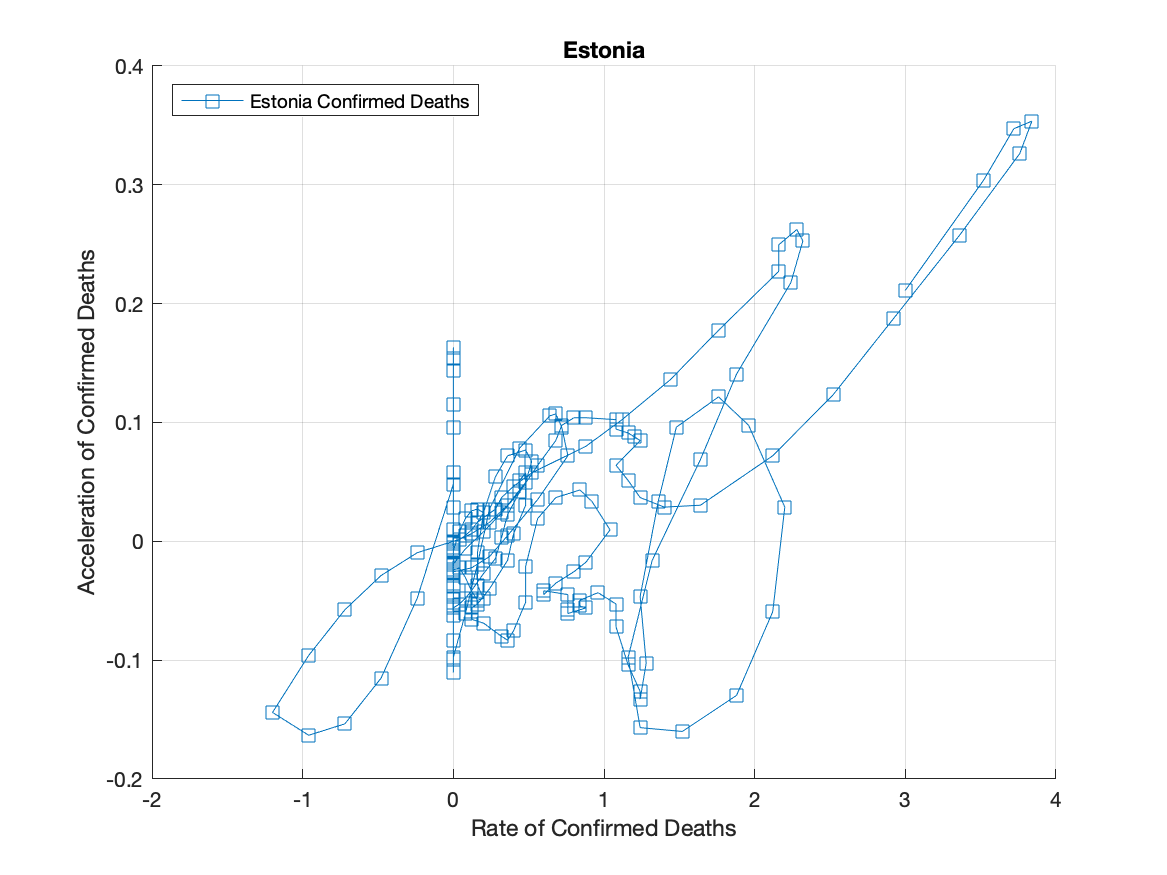 Estonia
0.4
Estonia Confirmed Deaths
0.3
0.2
0.1
0
-0.1
-0.2
Acceleration of Confirmed Deaths
-2 -1 0 1 2 3 4
Rate of Confirmed Deaths